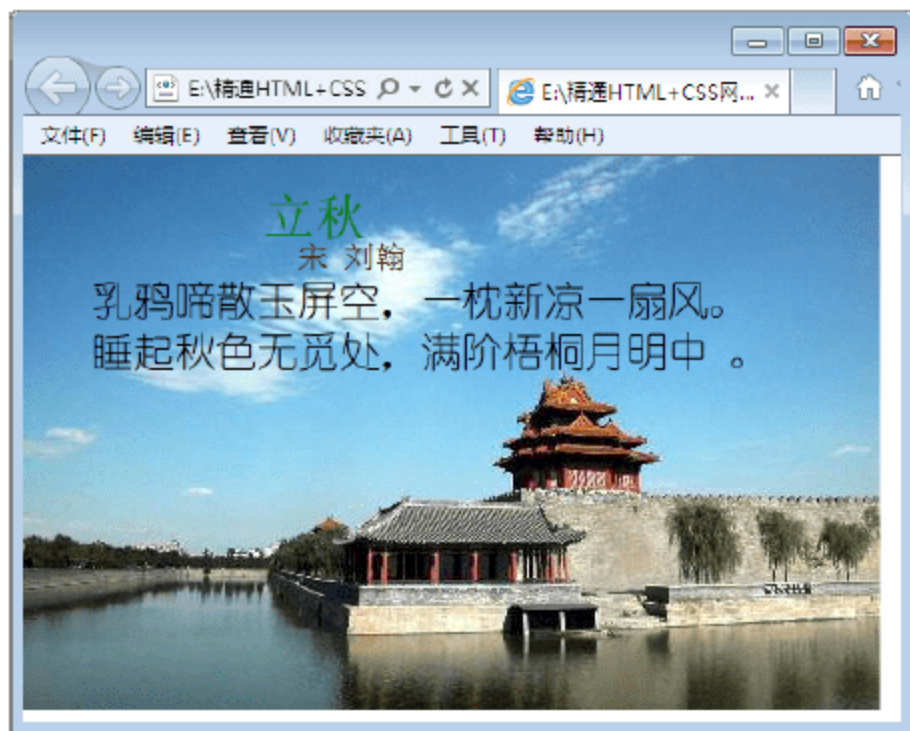 E:\精通HTML+CSS
E:\精通HTML+CSS网...
文件(F) 编辑(E) 查看(V) 收藏夹(A) 工具(T) 帮助(H)
立秋
宋 刘翰
乳鸦啼散玉屏空，一枕新凉一扇风。
睡起秋色无觅处，满阶梧桐月明中 。